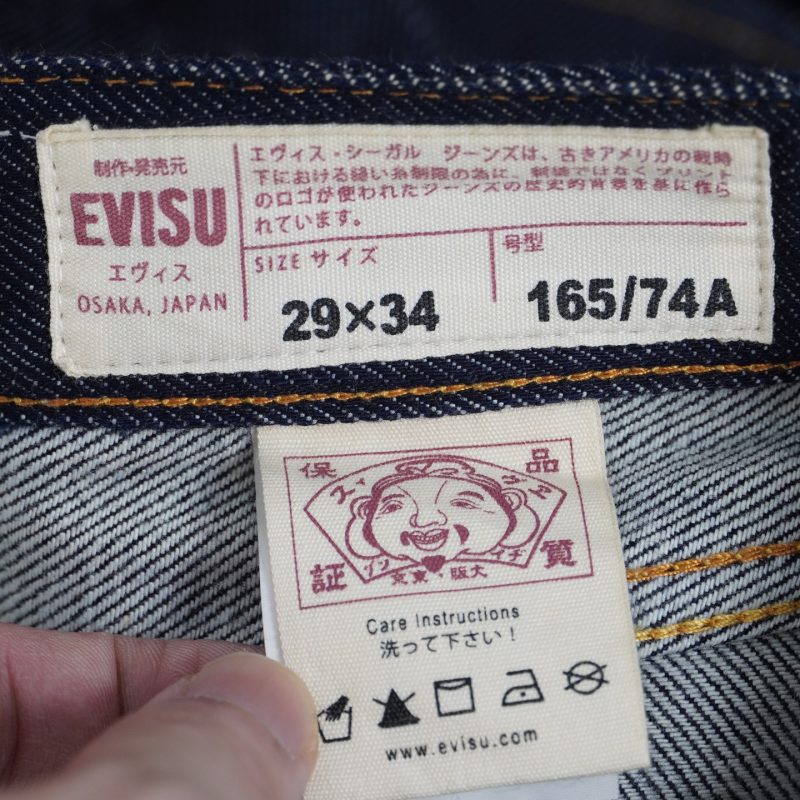 制作・発売元
EVISU
エヴィス
OSAKA, JAPAN
エヴィス・シーガル ジーンズは、古きアメリカの戦時
下における縫い糸制限の為に、刺繍ではなくプリント
のロゴが使われたジーンズの歴史的背景を基に作ら
れています。
SIZE サイズ
29×34
号型
165/74A
保 品
証 質
京東・阪大
Care Instructions
洗って下さい!
www.evisu.com